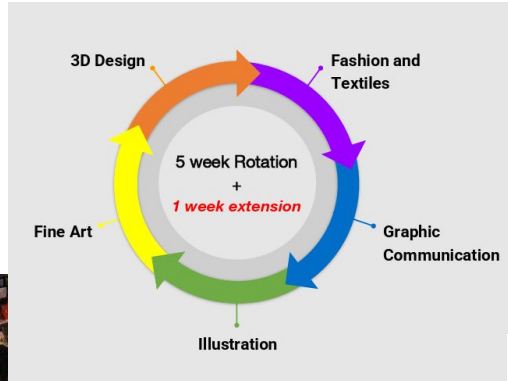 3D Design
Fashion and
Textiles
5 week Rotation
+
1 week extension
Fine Art
Graphic
Communication
Illustration